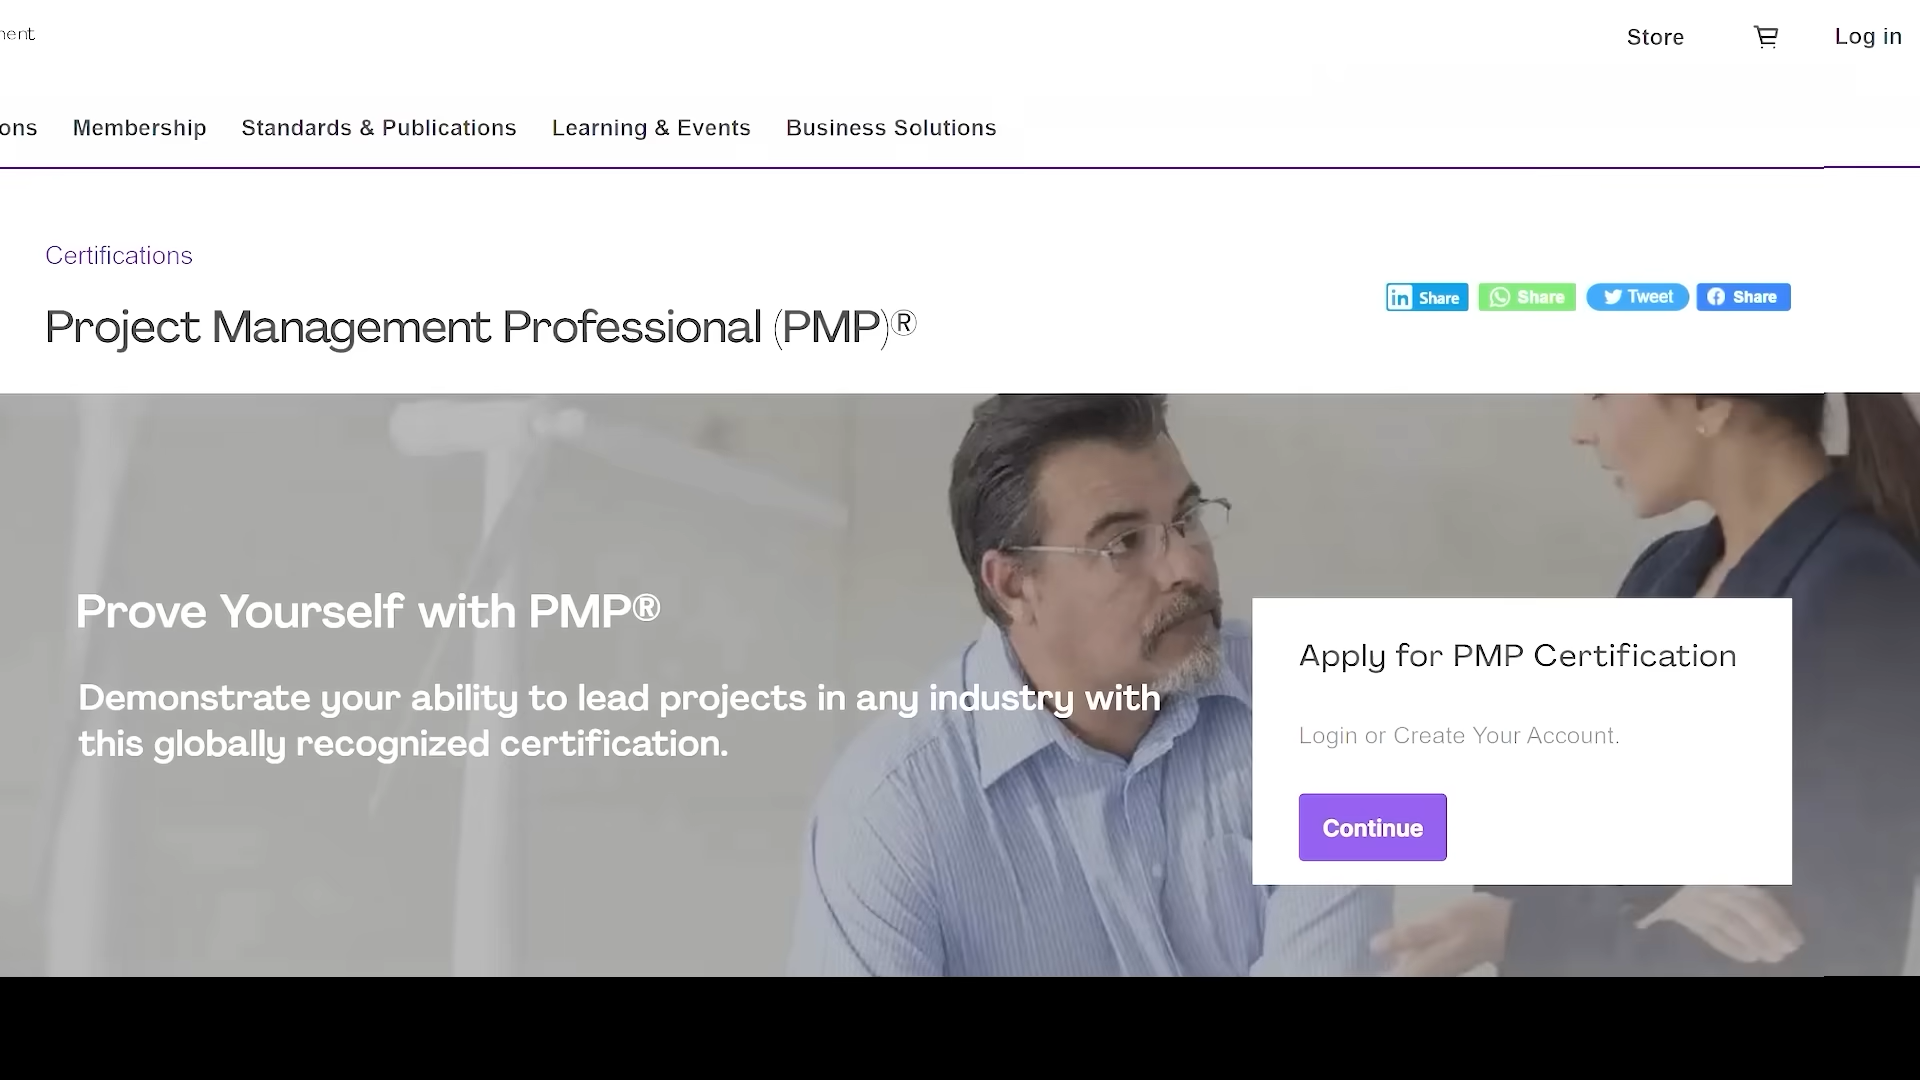 Store
Log in
Membership
Standards & Publications
Learning & Events
Business Solutions
Certifications
Project Management Professional (PMP)®
in Share
Share
Tweet
Share
Prove Yourself with PMP®
Demonstrate your ability to lead projects in any industry with
this globally recognized certification.
Apply for PMP Certification
Login or Create Your Account.
Continue